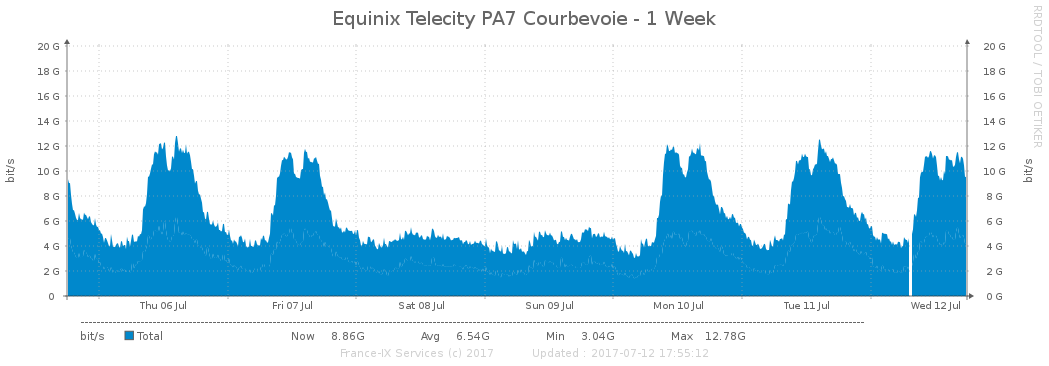 Equinix Telecity PA7 Courbevoie - 1 Week
RRDTOOL / TOBI OETIKER
bit/s
20 G 20 G
18 G 18 G
16 G 16 G
14 G 14 G
12 G 12 G
10 G 10 G
8 G 8 G
6 G 6 G
4 G 4 G
2 G 2 G
0 0 G
bit/s
Thu 06 Jul Fri 07 Jul Sat 08 Jul Sun 09 Jul Mon 10 Jul Tue 11 Jul Wed 12 Jul
bit/s Total Now 8.86G Avg 6.54G Min 3.04G Max 12.78G
France-IX Services (c) 2017 Updated : 2017-07-12 17:55:12